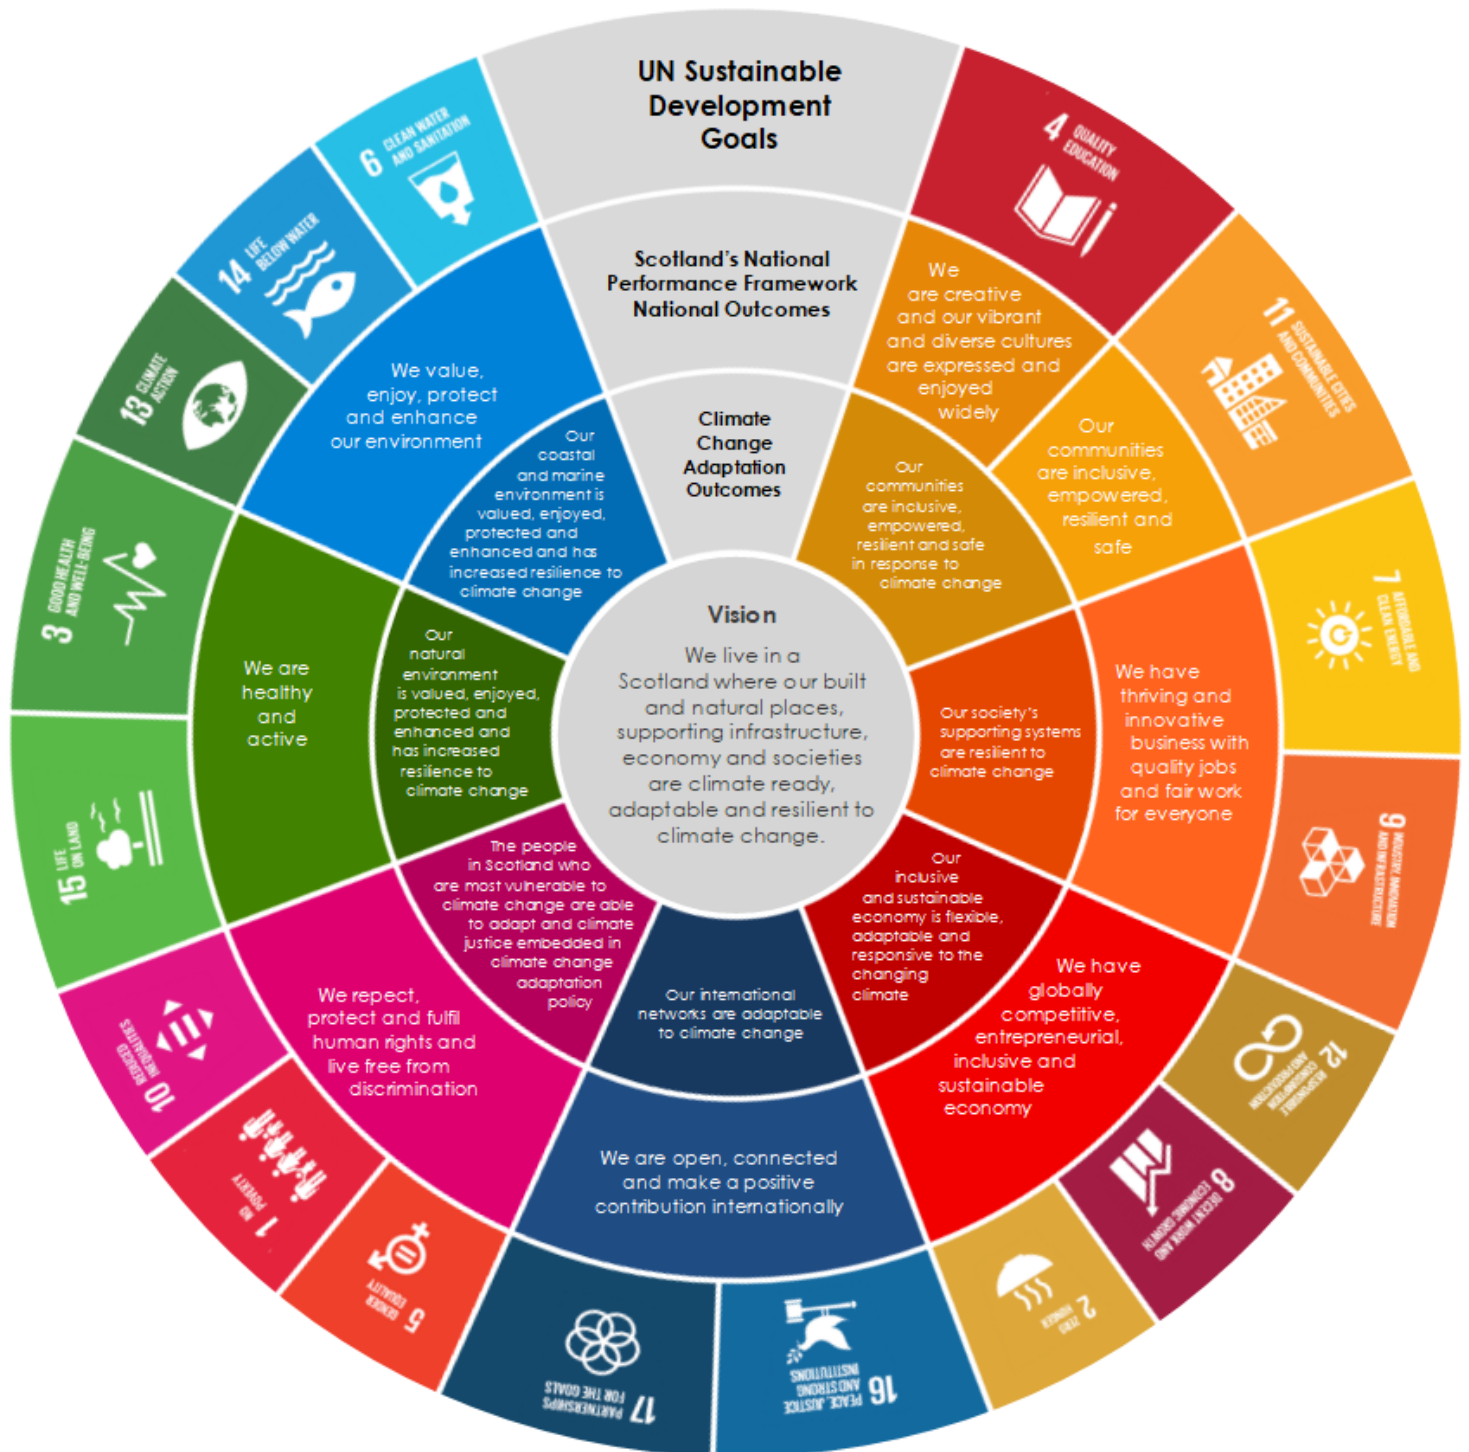 UN Sustainable
Development
Goals
Scotland's National
Performance Framework
National Outcomes
Climate
Change
Adaptation
Outcomes
Vision
We live in a
Scotland where our built
and natural places,
supporting infrastructure,
economy and societies
are climate ready,
adaptable and resilient to
climate change.
4 QUALITY
EDUCATION
11 SUSTAINABLE CITIES
AND COMMUNITIES
7 AFFORDABLE AND
CLEAN ENERGY
9 INDUSTRY, INNOVATION
AND INFRASTRUCTURE
12 RESPONSIBLE
CONSUMPTION
AND PRODUCTION
8 DECENT WORK AND
ECONOMIC GROWTH
2 ZERO
HUNGER
16 PEACE, JUSTICE
AND STRONG
INSTITUTIONS
17 PARTNERSHIPS
FOR THE GOALS
5 GENDER
EQUALITY
1 NO
POVERTY
10 REDUCED
INEQUALITIES
15 LIFE
ON LAND
3 GOOD HEALTH
AND WELL-BEING
13 CLIMATE
ACTION
14 LIFE
BELOW WATER
6 CLEAN WATER
AND SANITATION
We
are creative
and our vibrant
and diverse cultures
are expressed and
enjoyed
widely
Our
communities
are inclusive,
empowered,
resilient and
safe
We have
thriving and
innovative
business with
quality jobs
and fair work
for everyone
We have
globally
competitive,
entrepreneurial,
inclusive and
sustainable
economy
We are open, connected
and make a positive
contribution internationally
We repect,
protect and fulfil
human rights and
live free from
discrimination
We are
healthy
and
active
We value,
enjoy, protect
and enhance
our environment
Our
communities
are inclusive,
empowered,
resilient and safe
in response to
climate change
Our society's
supporting systems
are resilient to
climate change
Our
inclusive
and sustainable
economy is flexible,
adaptable and
responsive to the
changing
climate
Our international
networks are adaptable
to climate change
The people
in Scotland who
are most vulnerable to
climate change are able
to adapt and climate
justice embedded in
climate change
adaptation
policy
Our
natural
environment
is valued, enjoyed,
protected and
enhanced and
has increased
resilience to
climate change
Our
coastal
and marine
environment is
valued, enjoyed,
protected and
enhanced and has
increased resilience to
climate change